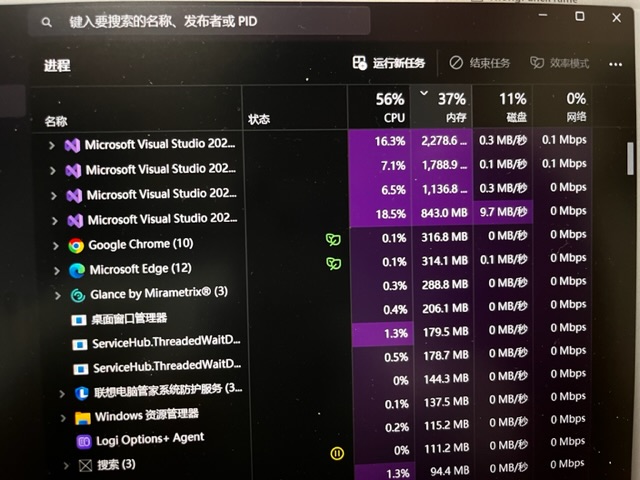 键入要搜索的名称、发布者或 PID
进程
运行新任务 结束任务 效率模式
56% 37% 11% 0%
名称 状态 CPU 内存 磁盘 网络
Microsoft Visual Studio 202... 16.3% 2,278.6 ... 0.3 MB/秒 0.1 Mbps
Microsoft Visual Studio 202... 7.1% 1,788.9 ... 0.1 MB/秒 0.1 Mbps
Microsoft Visual Studio 202... 6.5% 1,136.8 ... 0.3 MB/秒 0 Mbps
Microsoft Visual Studio 202... 18.5% 843.0 MB 9.7 MB/秒 0 Mbps
Google Chrome (10) 0.1% 316.8 MB 0 MB/秒 0 Mbps
Microsoft Edge (12) 0.1% 314.1 MB 0.1 MB/秒 0 Mbps
Glance by Mirametrix® (3) 0.3% 288.8 MB 0 MB/秒 0 Mbps
桌面窗口管理器 0.4% 206.1 MB 0 MB/秒 0 Mbps
ServiceHub.ThreadedWaitD... 1.3% 179.5 MB 0 MB/秒 0 Mbps
ServiceHub.ThreadedWaitD... 0.5% 178.7 MB 0 MB/秒 0 Mbps
联想电脑管家系统防护服务 (3... 0% 144.3 MB 0 MB/秒 0 Mbps
Windows 资源管理器 0.1% 137.5 MB 0 MB/秒 0 Mbps
Logi Options+ Agent 0.2% 115.2 MB 0 MB/秒 0 Mbps
搜索 (3) 0% 111.2 MB 0 MB/秒 0 Mbps
1.3% 94.4 MB 0 MB/秒 0 Mbps